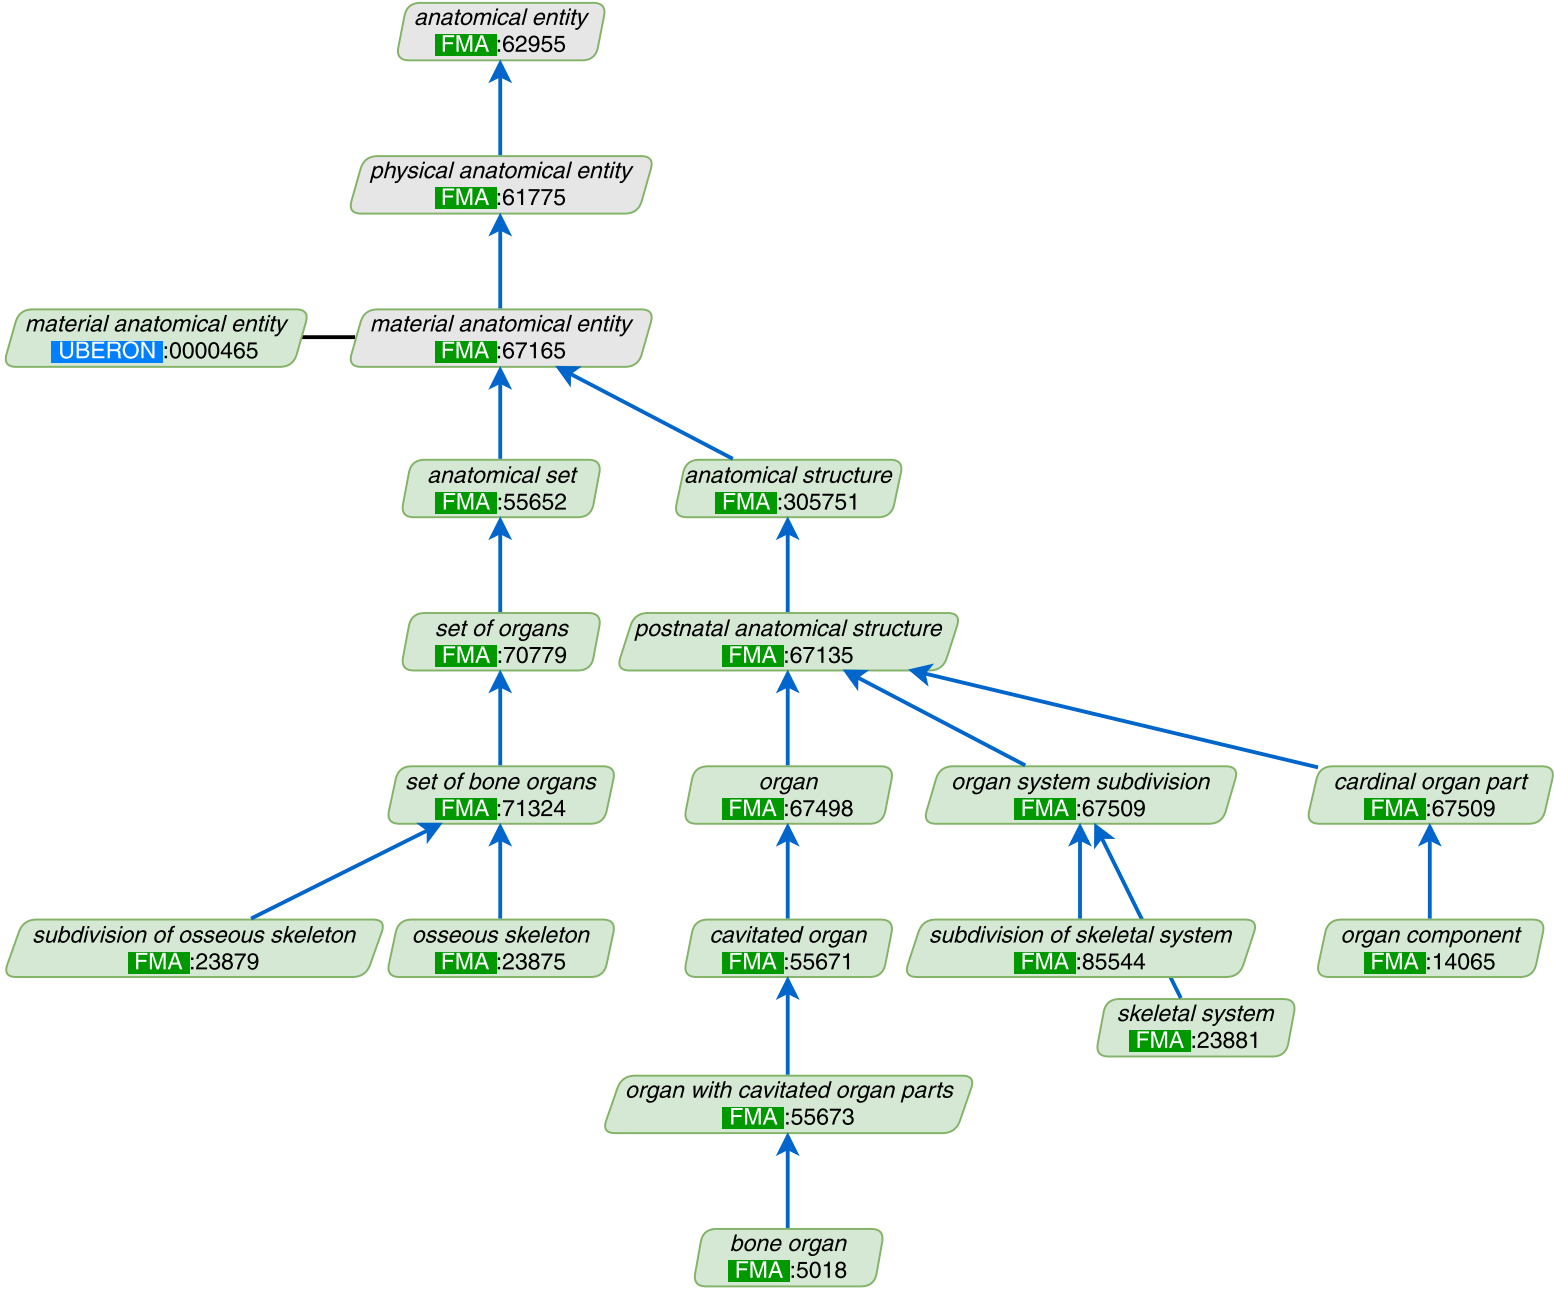 anatomical entity
FMA:62955
physical anatomical entity
FMA:61775
material anatomical entity
UBERON:0000465
material anatomical entity
FMA:67165
anatomical set
FMA:55652
anatomical structure
FMA:305751
set of organs
FMA:70779
postnatal anatomical structure
FMA:67135
set of bone organs
FMA:71324
organ
FMA:67498
organ system subdivision
FMA:67509
cardinal organ part
FMA:67509
subdivision of osseous skeleton
FMA:23879
osseous skeleton
FMA:23875
cavitated organ
FMA:55671
subdivision of skeletal system
FMA:85544
organ component
FMA:14065
skeletal system
FMA:23881
organ with cavitated organ parts
FMA:55673
bone organ
FMA:5018